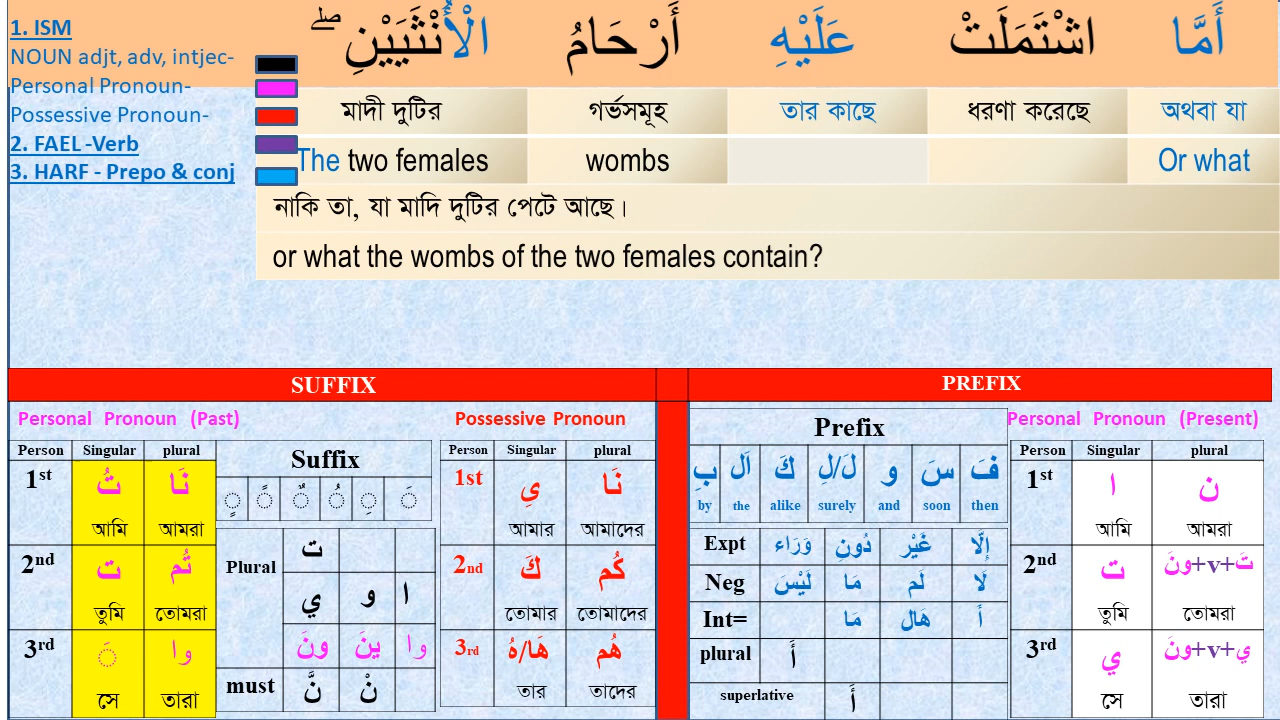 1. ISM
NOUN adjt, adv, intjec-
Personal Pronoun-
Possessive Pronoun-
2. FAEL -Verb
3. HARF - Prepo & conj
أَمَّا اشْتَمَلَتْ عَلَيْهِ أَرْحَامُ الْأُنْثَيَيْنِ ۖ
মাদী দুটির গর্ভসমূহ তার কাছে ধরণা করেছে অথবা যা
The two females wombs Or what
নাকি তা, যা মাদি দুটির পেটে আছে।
or what the wombs of the two females contain?
SUFFIX PREFIX
Personal Pronoun (Past)
Person Singular plural
1st تُ نَا
আমি আমরা
2nd ت تُم
তুমি তোমরা
3rd َ وا
সে তারা
Suffix
ٍ ً ٌ ُ ِ َ
Plural ت
ي و ا
ونَ ينَ وا
must نَّ نْ
Possessive Pronoun
Person Singular plural
1st يِ نَا
আমার আমাদের
2nd كَ كُم
তোমার তোমাদের
3rd هَا/هُ هُم
তার তাদের
Prefix
بِ اَل كَ لَ/لِ و سَ فَ
by the alike surely and soon then
Expt وَرَاء دُونِ غَيْر إِلَّا
Neg لَيْسَ مَا لَم لَا
Int= مَا هَال أَ
plural أَ
superlative أَ
Personal Pronoun (Present)
Person Singular plural
1st ا ن
আমি আমরা
2nd ت تَ+v+ونَ
তুমি তোমরা
3rd ي ي+v+ونَ
সে তারা